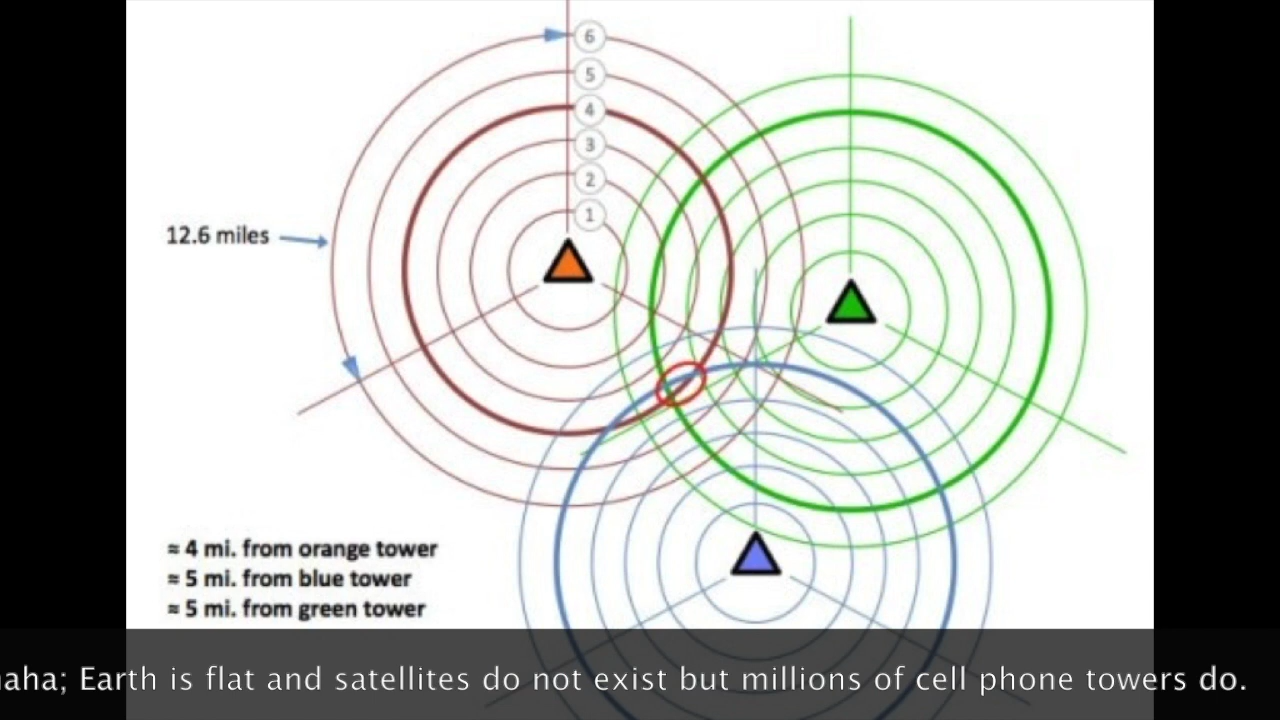 6
5
4
3
2
1
12.6 miles
≈ 4 mi. from orange tower
≈ 5 mi. from blue tower
≈ 5 mi. from green tower
Earth is flat and satellites do not exist but millions of cell phone towers do.